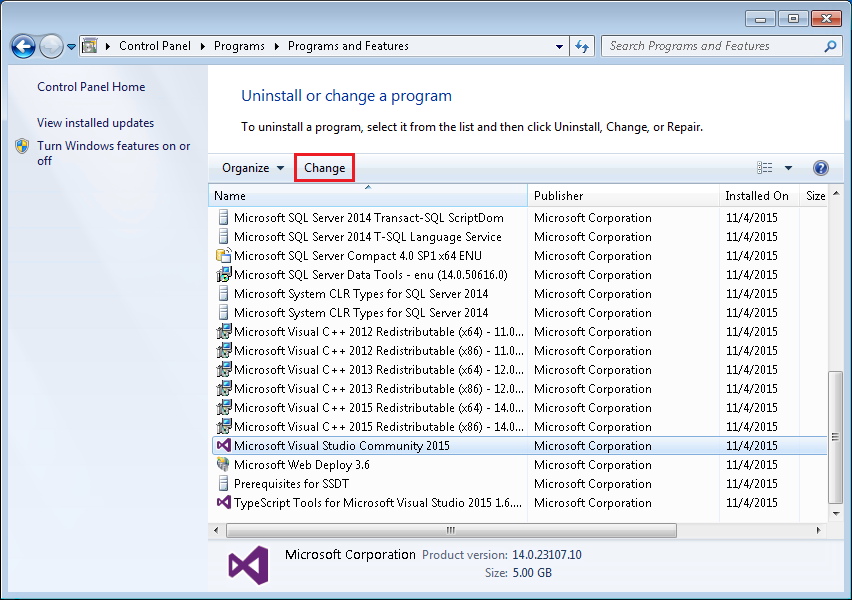 Control Panel Programs Programs and Features Search Programs and Features
Control Panel Home
View installed updates
Turn Windows features on or
off
Uninstall or change a program
To uninstall a program, select it from the list and then click Uninstall, Change, or Repair.
Organize Change
Name Publisher Installed On Size
Microsoft SQL Server 2014 Transact-SQL ScriptDom Microsoft Corporation 11/4/2015
Microsoft SQL Server 2014 T-SQL Language Service Microsoft Corporation 11/4/2015
Microsoft SQL Server Compact 4.0 SP1 x64 ENU Microsoft Corporation 11/4/2015
Microsoft SQL Server Data Tools - enu (14.0.50616.0) Microsoft Corporation 11/4/2015
Microsoft System CLR Types for SQL Server 2014 Microsoft Corporation 11/4/2015
Microsoft System CLR Types for SQL Server 2014 Microsoft Corporation 11/4/2015
Microsoft Visual C++ 2012 Redistributable (x64) - 11.0... Microsoft Corporation 11/4/2015
Microsoft Visual C++ 2012 Redistributable (x86) - 11.0... Microsoft Corporation 11/4/2015
Microsoft Visual C++ 2013 Redistributable (x64) - 12.0... Microsoft Corporation 11/4/2015
Microsoft Visual C++ 2013 Redistributable (x86) - 12.0... Microsoft Corporation 11/4/2015
Microsoft Visual C++ 2015 Redistributable (x64) - 14.0... Microsoft Corporation 11/4/2015
Microsoft Visual C++ 2015 Redistributable (x86) - 14.0... Microsoft Corporation 11/4/2015
Microsoft Visual Studio Community 2015 Microsoft Corporation 11/4/2015
Microsoft Web Deploy 3.6 Microsoft Corporation 11/4/2015
Prerequisites for SSDT Microsoft Corporation 11/4/2015
TypeScript Tools for Microsoft Visual Studio 2015 1.6.... Microsoft Corporation 11/4/2015
Microsoft Corporation Product version: 14.0.23107.10
Size: 5.00 GB